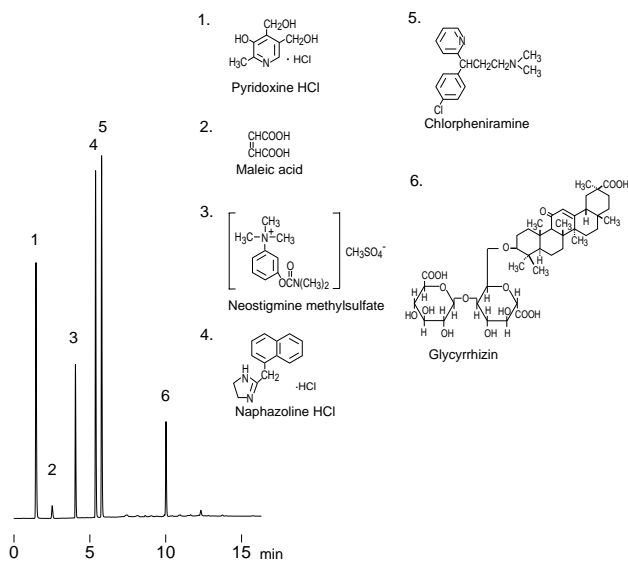 1.
CH₂OH
HO
CH₂OH
H₃C
N
· HCl
Pyridoxine HCl
2.
CHCOOH
CHCOOH
Maleic acid
3.
CH₃
H₃C
N
+
CH₃
O
OCN(CH₃)₂
CH₃SO₄⁻
Neostigmine methylsulfate
4.
H
N
N
CH₂
·HCl
Naphazoline HCl
5.
N
CHCH₂CH₂N
CH₃
CH₃
Cl
Chlorpheniramine
6.
H₃C
COOH
O
H
CH₃
CH₃
H
CH₃
CH₃
H
H₃C
CH₃
O
COOH
H
O
H
H
O
H
HO
OH
H
H
OH
H
O
H
H
OH
H
HO
COOH
H
Glycyrrhizin
1
2
3
4
5
6
0
5
10
15
min